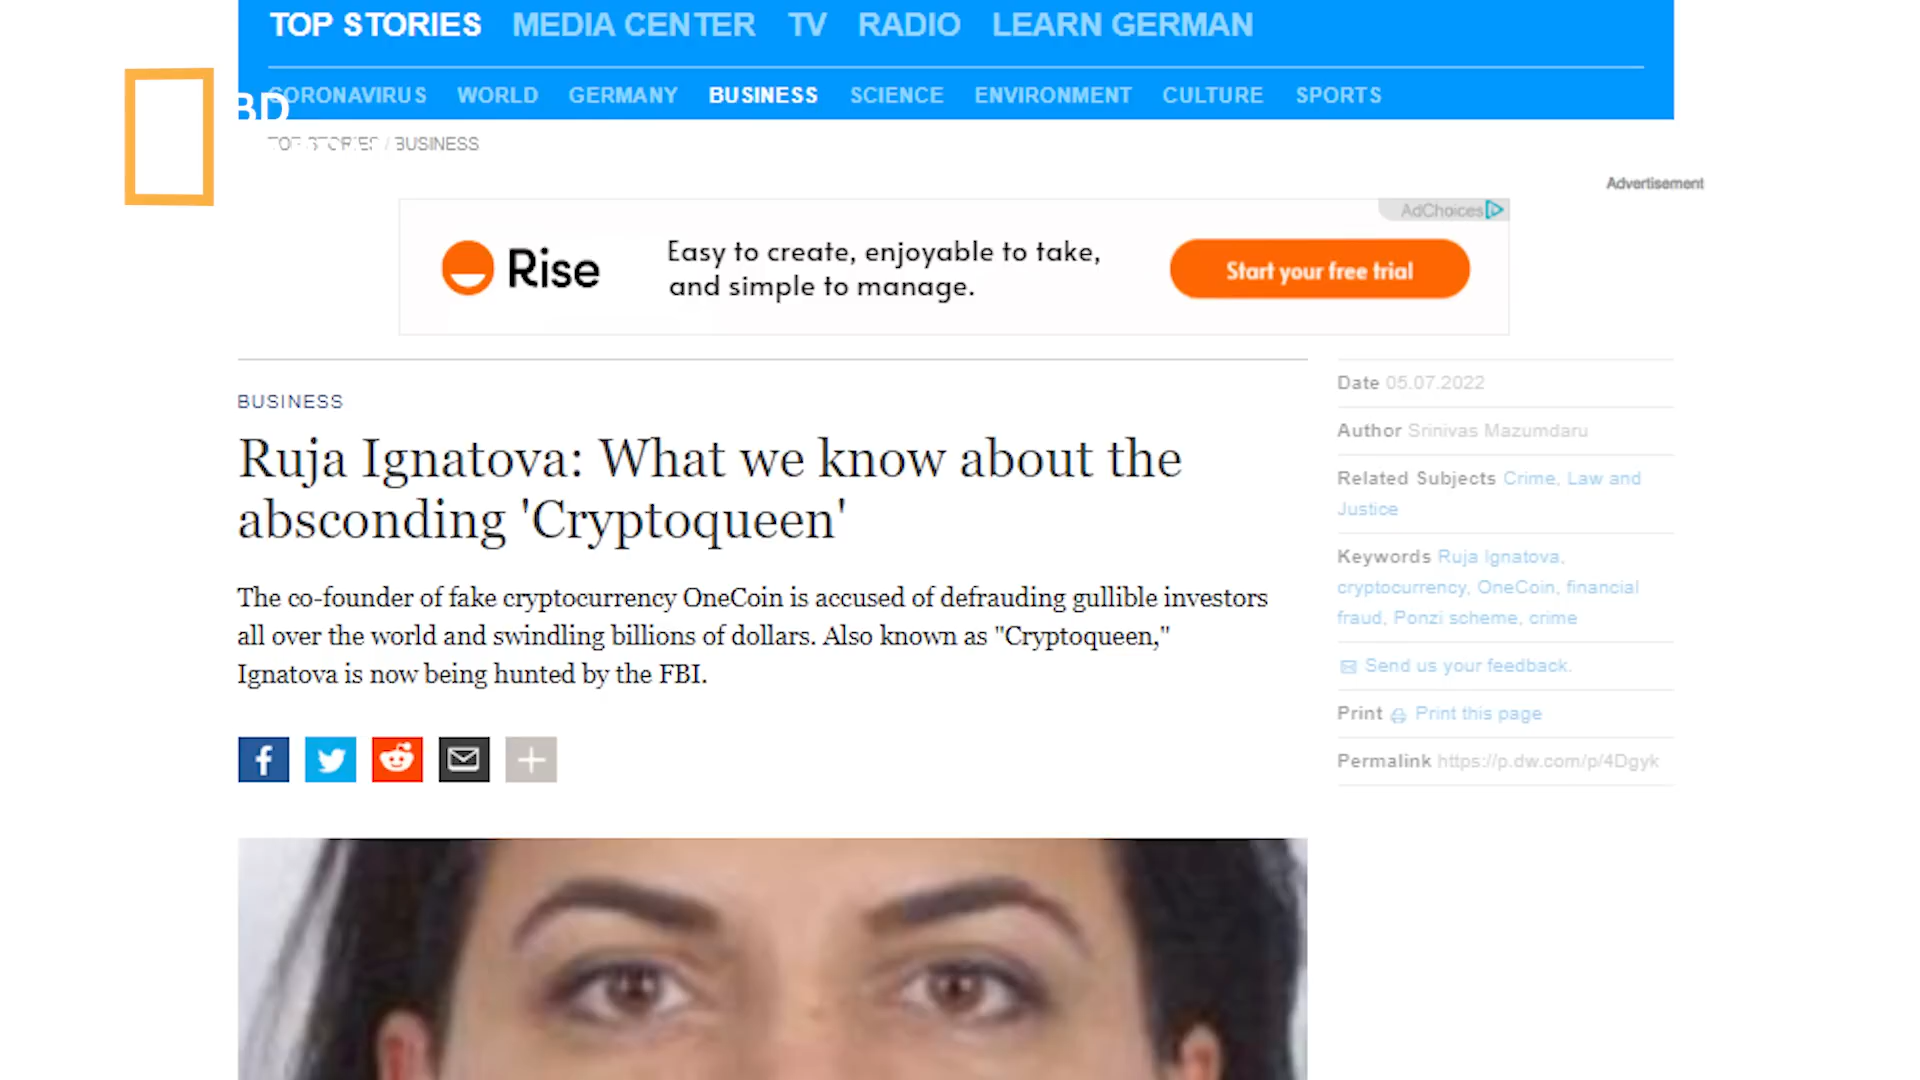 TOP STORIES MEDIA CENTER TV RADIO LEARN GERMAN
CORONAVIRUS WORLD GERMANY BUSINESS SCIENCE ENVIRONMENT CULTURE SPORTS
BD
TOP STORIES / BUSINESS
Advertisement
AdChoices
Rise
Easy to create, enjoyable to take,
and simple to manage.
Start your free trial
BUSINESS
Ruja Ignatova: What we know about the
absconding 'Cryptoqueen'
The co-founder of fake cryptocurrency OneCoin is accused of defrauding gullible investors
all over the world and swindling billions of dollars. Also known as "Cryptoqueen,"
Ignatova is now being hunted by the FBI.
Date 05.07.2022
Author Srinivas Mazumdaru
Related Subjects Crime, Law and
Justice
Keywords Ruja Ignatova,
cryptocurrency, OneCoin, financial
fraud, Ponzi scheme, crime
Send us your feedback.
Print Print this page
Permalink https://p.dw.com/p/4Dgyk